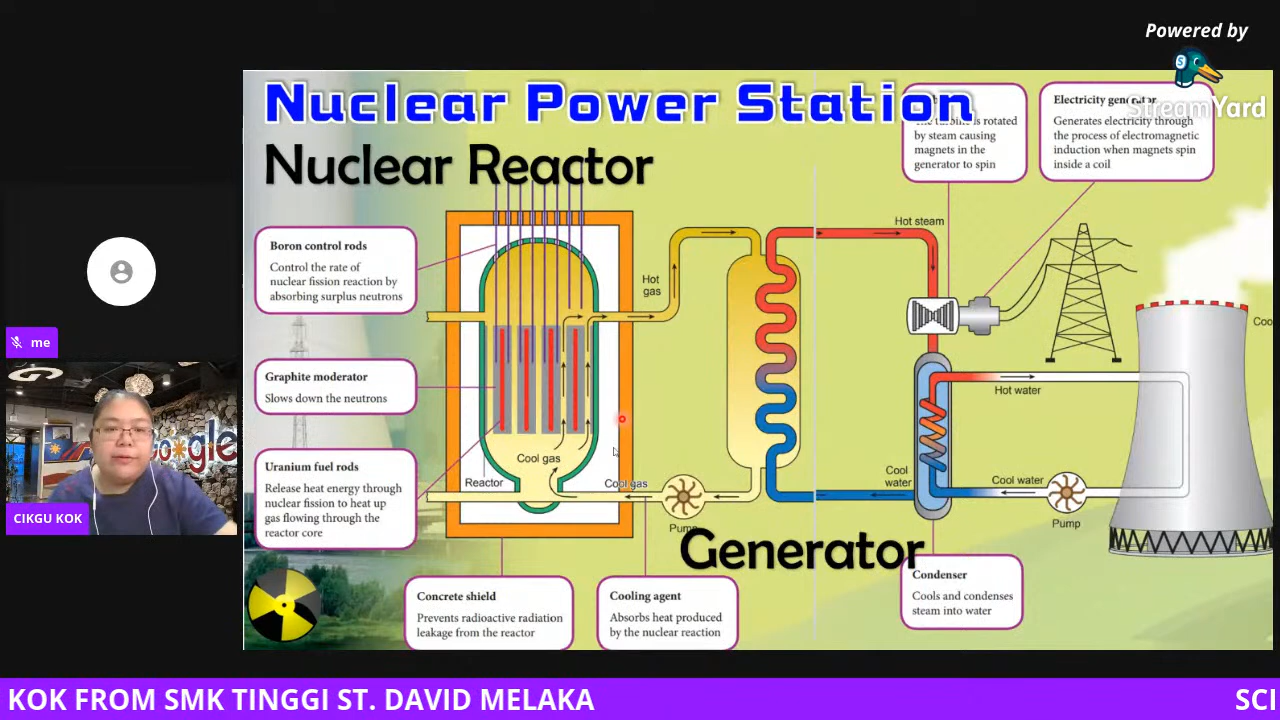 Powered by
StreamYard
Nuclear Power Station
Nuclear Reactor
The turbine is rotated
by steam causing
magnets in the
generator to spin
Electricity generator
Generates electricity through
the process of electromagnetic
induction when magnets spin
inside a coil
Boron control rods
Control the rate of
nuclear fission reaction by
absorbing surplus neutrons
Hot
gas
Hot steam
Graphite moderator
Slows down the neutrons
Hot water
Uranium fuel rods
Release heat energy through
nuclear fission to heat up
gas flowing through the
reactor core
Cool gas
Reactor
Cool gas
Pump
Cool
water
Cool water
Pump
Generator
Concrete shield
Prevents radioactive radiation
leakage from the reactor
Cooling agent
Absorbs heat produced
by the nuclear reaction
Condenser
Cools and condenses
steam into water
Coo
me
G
Google
CIKGU KOK
KOK FROM SMK TINGGI ST. DAVID MELAKA
SCI